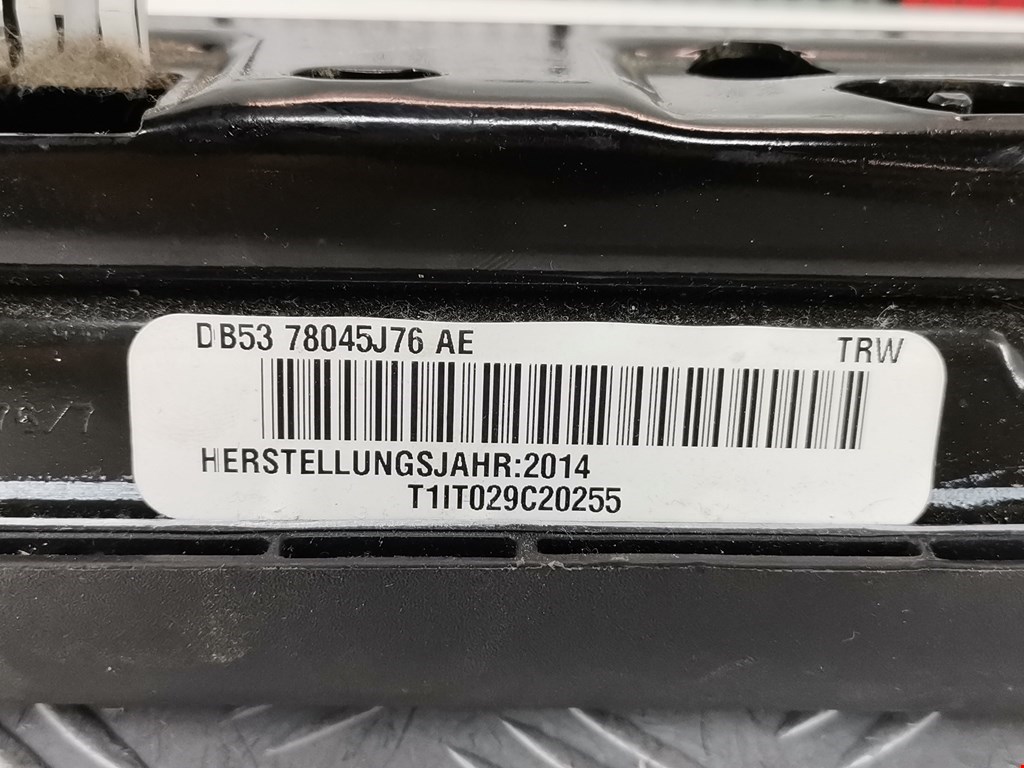 DB53 78045J76 AE
TRW
HERSTELLUNGSJAHR:2014
T1IT029C20255